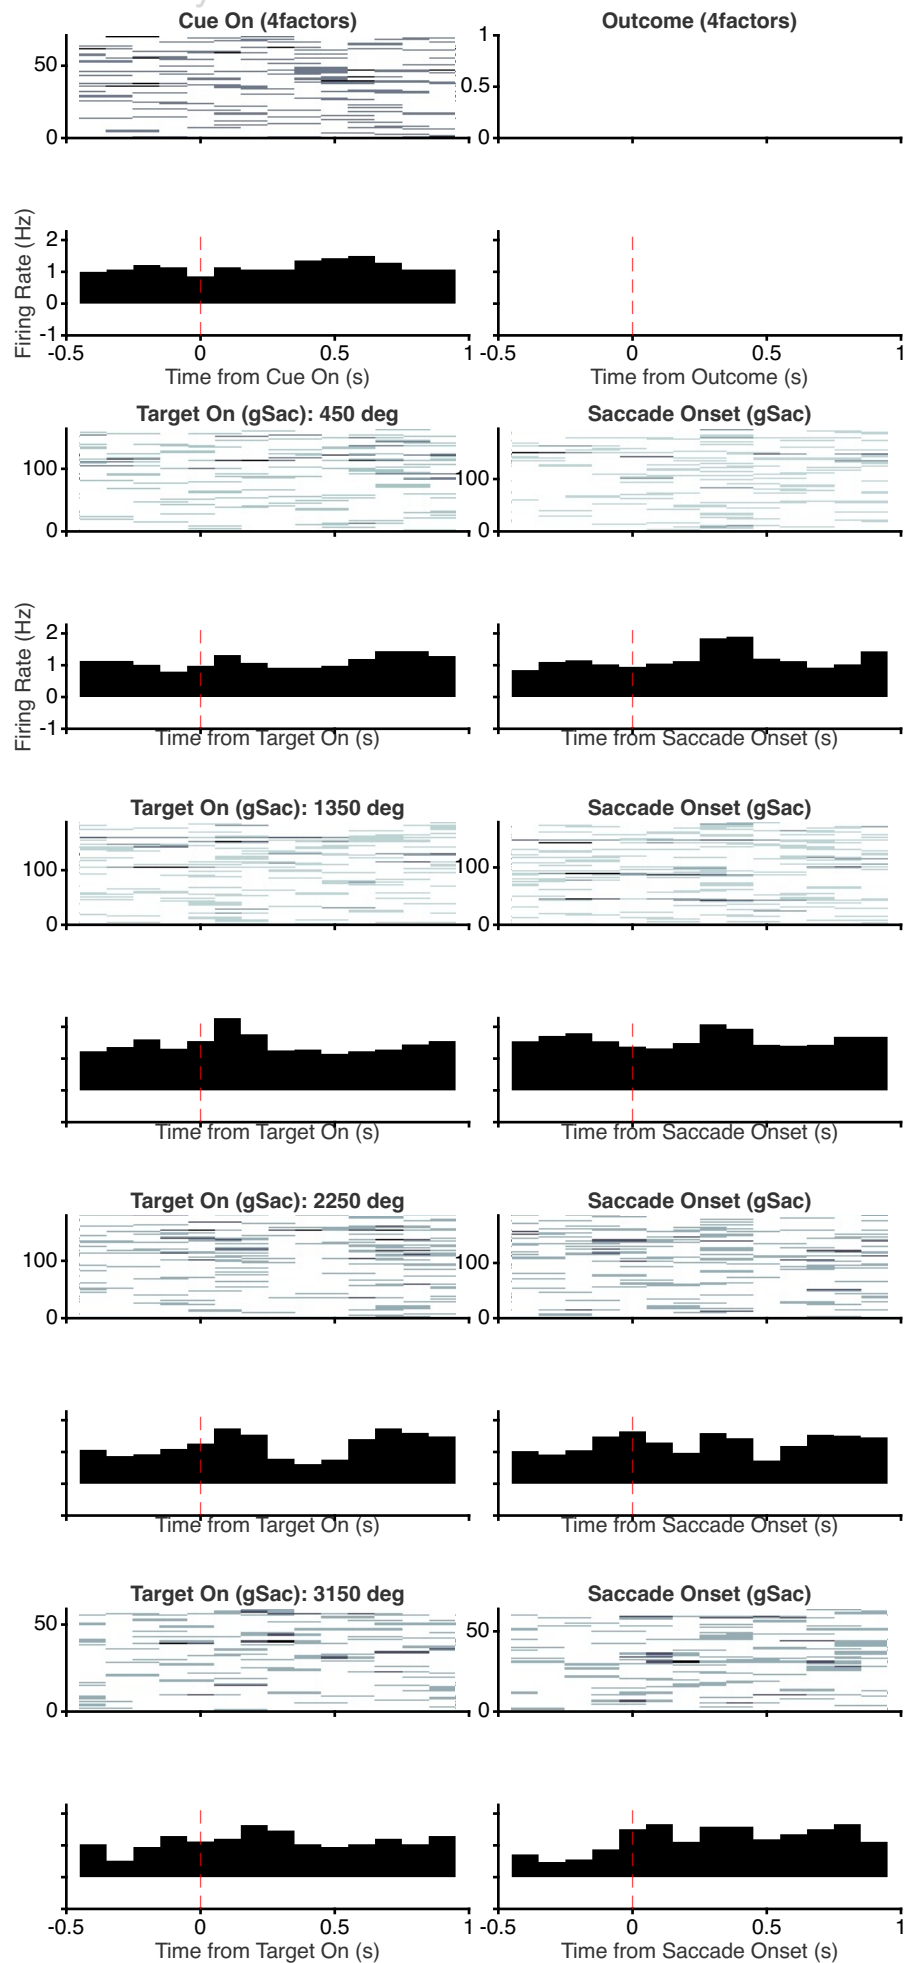 Cue On (4factors) Outcome (4factors)
50
0
1
0.5
0
Firing Rate (Hz)
2
1
0
-1
-0.5 0 0.5 1 -0.5 0 0.5 1
Time from Cue On (s) Time from Outcome (s)
Target On (gSac): 450 deg Saccade Onset (gSac)
100
0
100
0
Firing Rate (Hz)
2
1
0
-1
Time from Target On (s) Time from Saccade Onset (s)
Target On (gSac): 1350 deg Saccade Onset (gSac)
100
0
100
0
Time from Target On (s) Time from Saccade Onset (s)
Target On (gSac): 2250 deg Saccade Onset (gSac)
100
0
100
0
Time from Target On (s) Time from Saccade Onset (s)
Target On (gSac): 3150 deg Saccade Onset (gSac)
50
0
50
0
-0.5 0 0.5 1 -0.5 0 0.5 1
Time from Target On (s) Time from Saccade Onset (s)